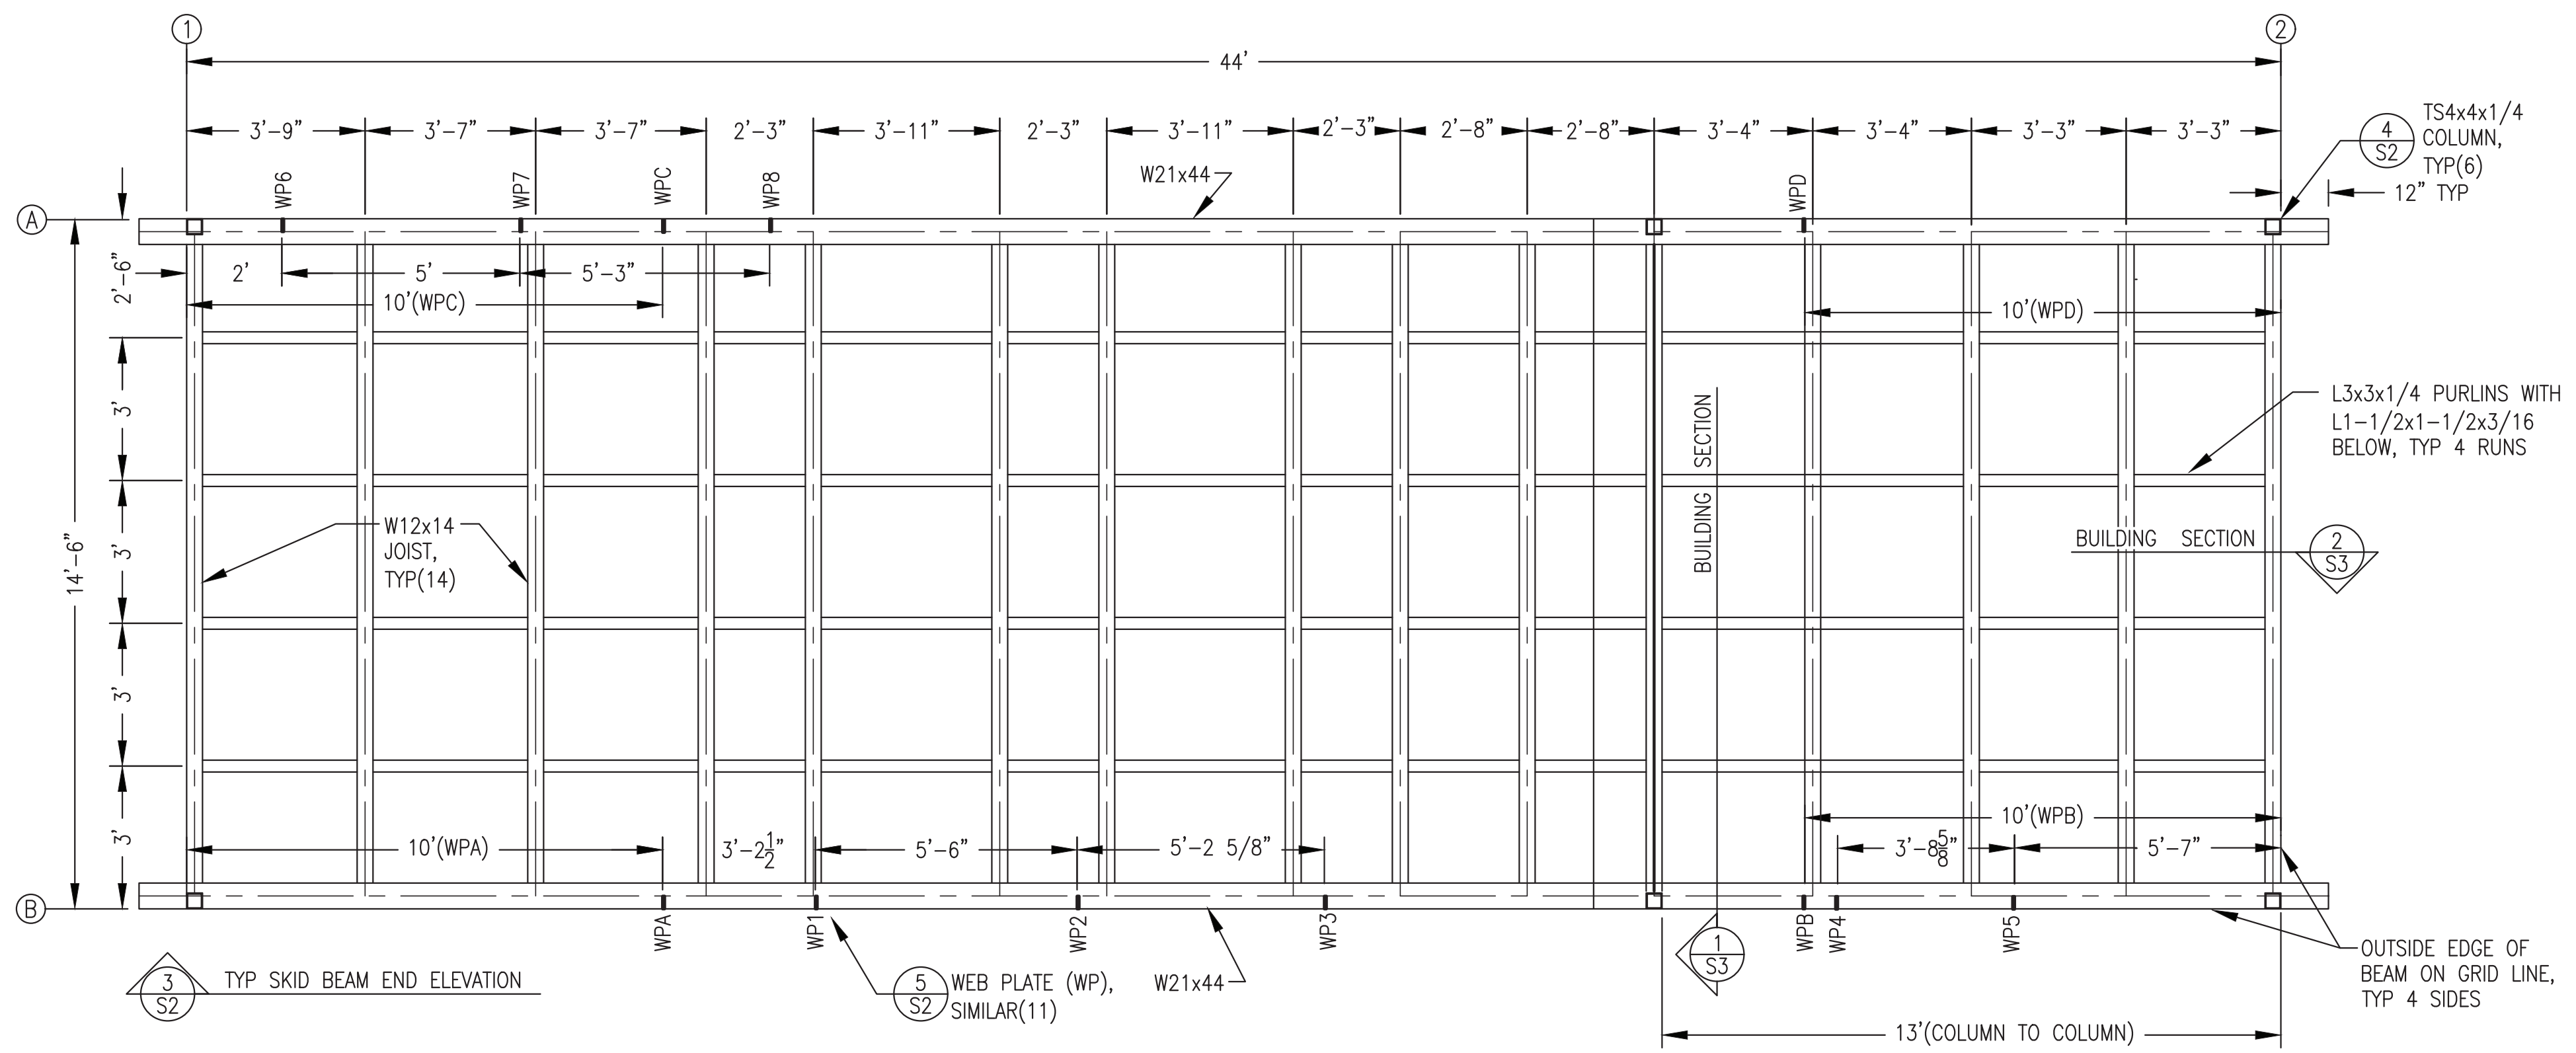 1
2
44'
3'-9"
3'-7"
3'-7"
2'-3"
3'-11"
2'-3"
3'-11"
2'-3"
2'-8"
2'-8"
3'-4"
3'-4"
3'-3"
3'-3"
4
S2
TS4x4x1/4
COLUMN,
TYP(6)
12" TYP
W21x44
WP6
WP7
WPC
WP8
WPD
A
2'-6"
2'
5'
5'-3"
10'(WPC)
10'(WPD)
3'
3'
3'
3'
14'-6"
L3x3x1/4 PURLINS WITH
L1-1/2x1-1/2x3/16
BELOW, TYP 4 RUNS
W12x14
JOIST,
TYP(14)
BUILDING SECTION
BUILDING SECTION
2
S3
10'(WPA)
3'-2 1/2"
5'-6"
5'-2 5/8"
10'(WPB)
3'-8 5/8"
5'-7"
B
WPA
WP1
WP2
WP3
WPB
WP4
WP5
3
S2
TYP SKID BEAM END ELEVATION
5
S2
WEB PLATE (WP),
SIMILAR(11)
W21x44
1
S3
OUTSIDE EDGE OF
BEAM ON GRID LINE,
TYP 4 SIDES
13'(COLUMN TO COLUMN)